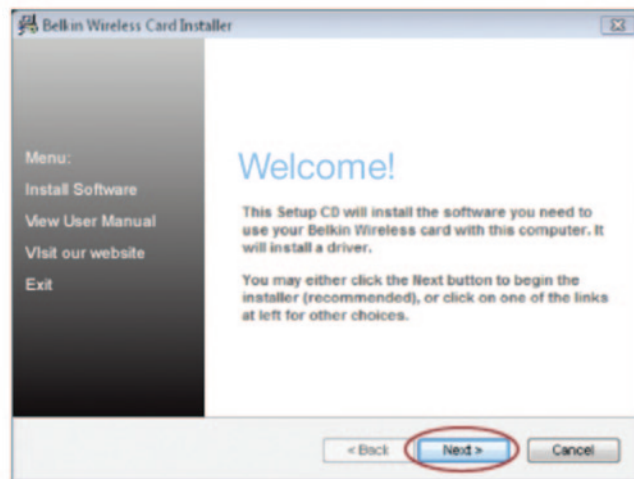 Belkin Wireless Card Installer
Menu:
Install Software
View User Manual
VIsit our website
Exit
Welcome!
This Setup CD will install the software you need to
use your Belkin Wireless card with this computer. It
will install a driver.
You may either click the Next button to begin the
installer (recommended), or click on one of the links
at left for other choices.
< Back
Next >
Cancel